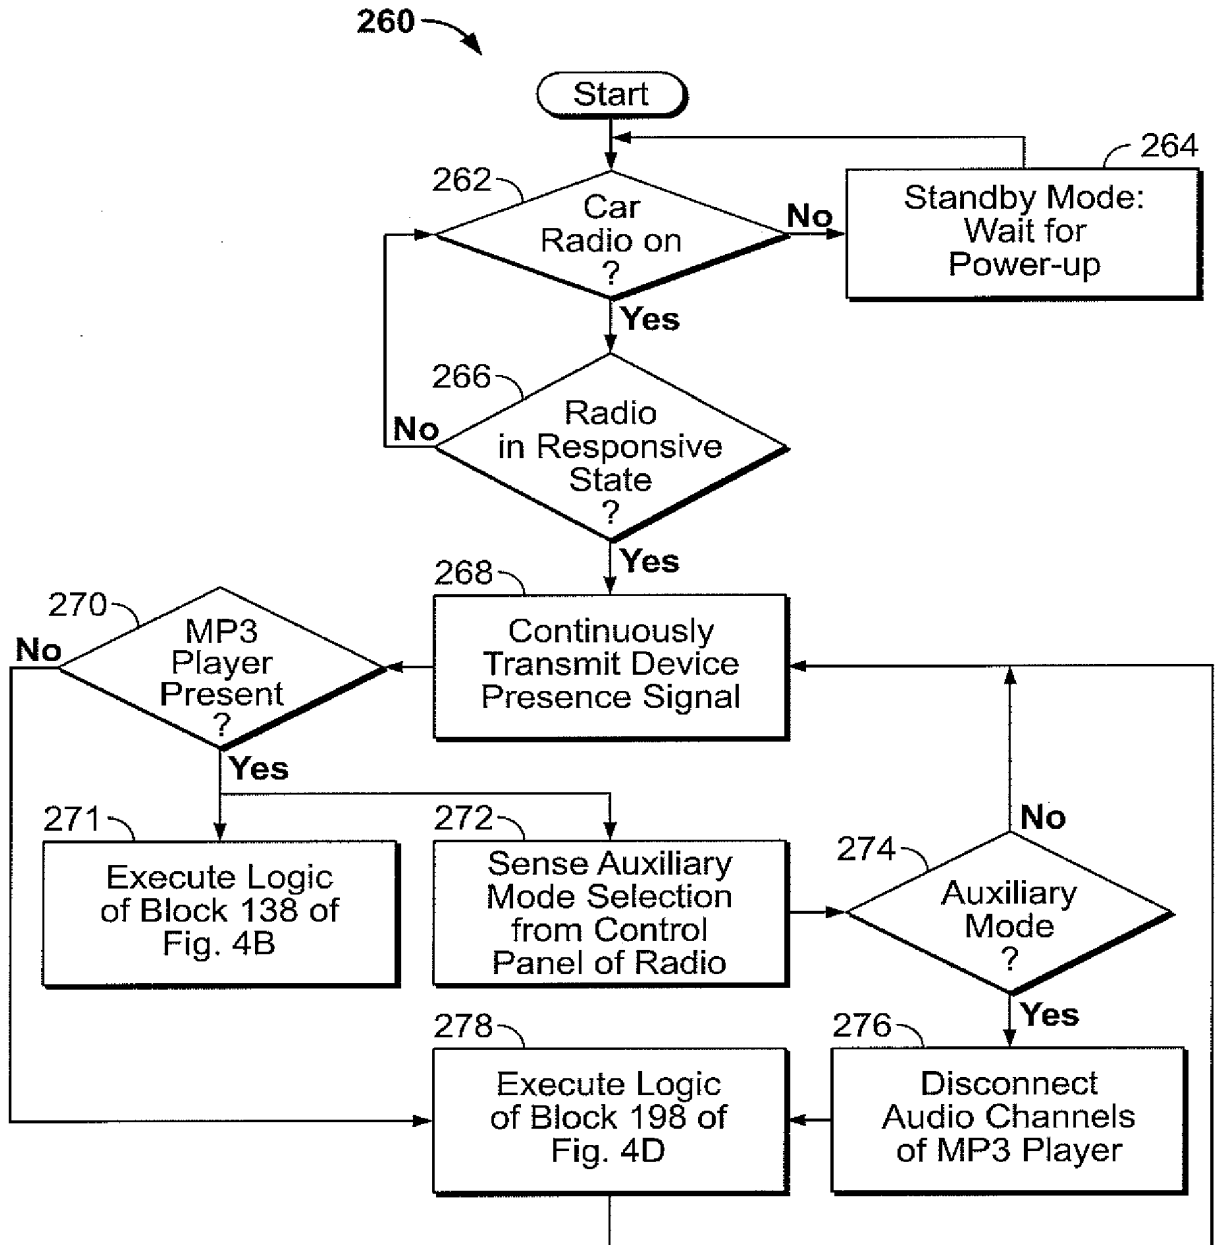 260
Start
262
Car
Radio on
?
No
264
Standby Mode:
Wait for
Power-up
Yes
266
Radio
in Responsive
State
?
No
Yes
268
Continuously
Transmit Device
Presence Signal
270
MP3
Player
Present
?
No
Yes
271
Execute Logic
of Block 138 of
Fig. 4B
272
Sense Auxiliary
Mode Selection
from Control
Panel of Radio
274
Auxiliary
Mode
?
No
Yes
276
Disconnect
Audio Channels
of MP3 Player
278
Execute Logic
of Block 198 of
Fig. 4D